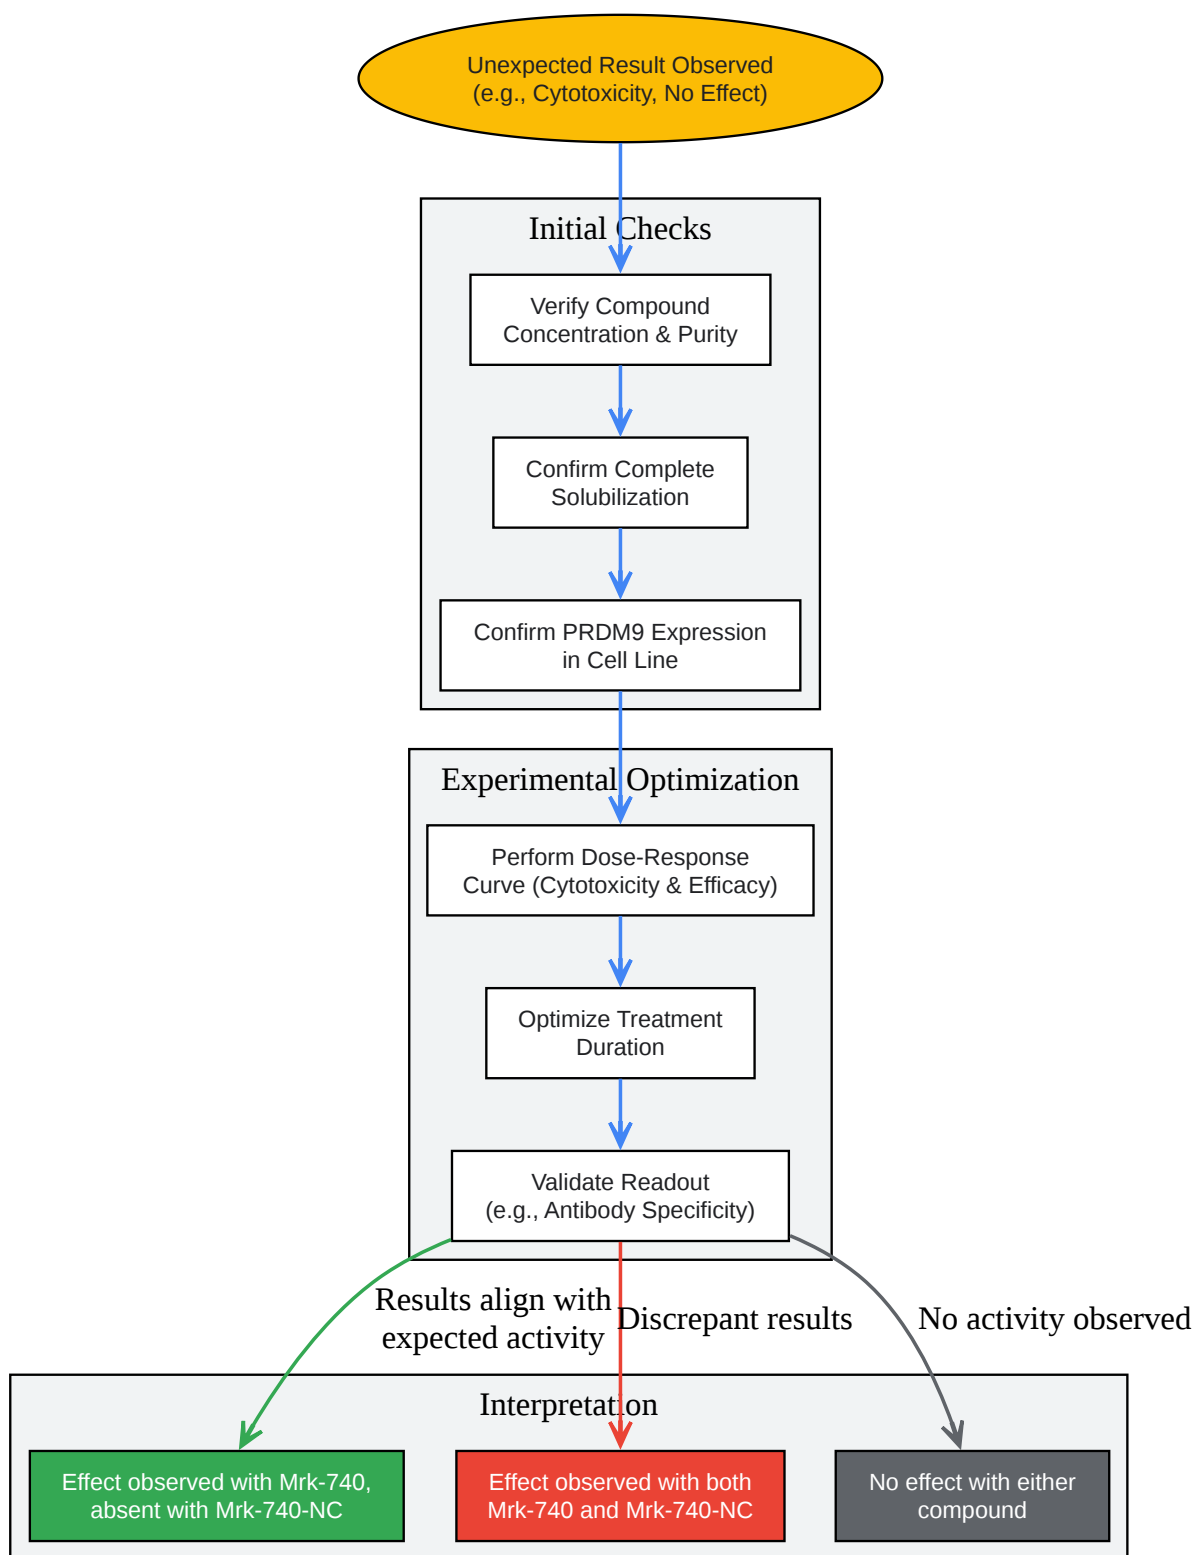 Unexpected Result Observed
(e.g., Cytotoxicity, No Effect)
Initial Checks
Verify Compound
Concentration & Purity
Confirm Complete
Solubilization
Confirm PRDM9 Expression
in Cell Line
Experimental Optimization
Perform Dose-Response
Curve (Cytotoxicity & Efficacy)
Optimize Treatment
Duration
Validate Readout
(e.g., Antibody Specificity)
Results align with
expected activity
Discrepant results
No activity observed
Interpretation
Effect observed with Mrk-740,
absent with Mrk-740-NC
Effect observed with both
Mrk-740 and Mrk-740-NC
No effect with either
compound